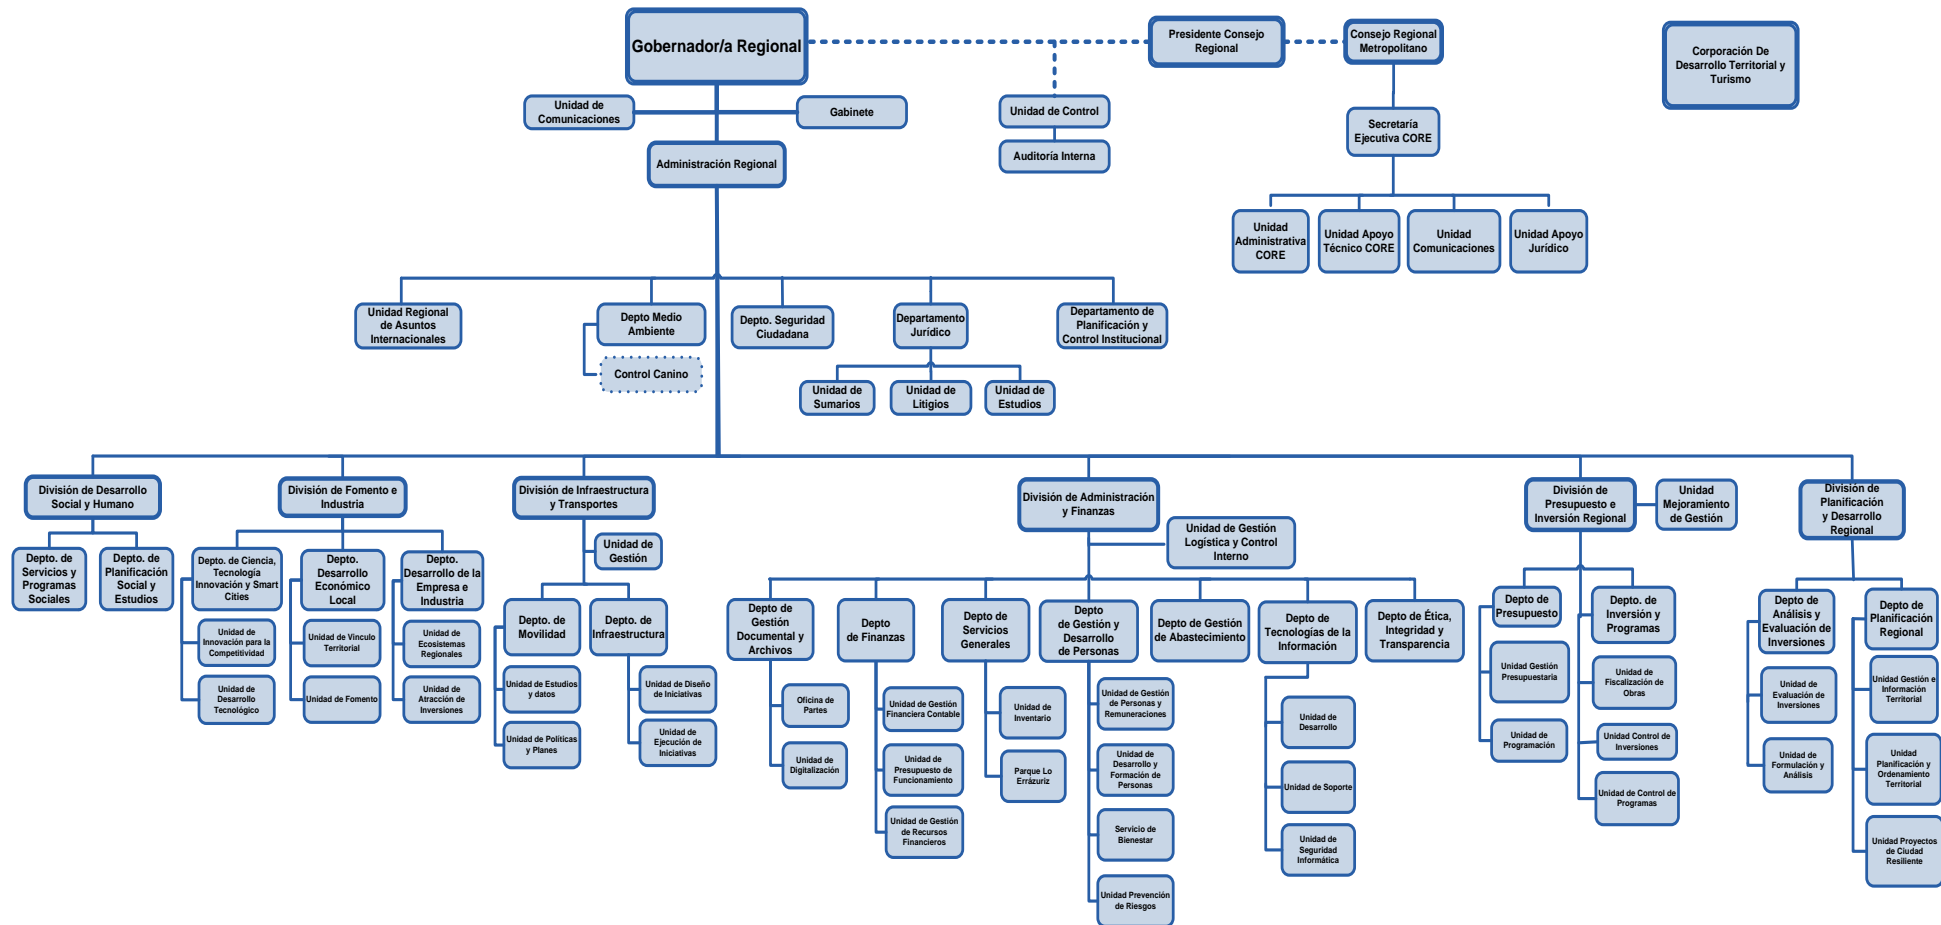 Gobernador/a Regional
Presidente Consejo
Regional
Consejo Regional
Metropolitano
Corporación De
Desarrollo Territorial y
Turismo
Unidad de
Comunicaciones
Gabinete
Unidad de Control
Auditoría Interna
Secretaría
Ejecutiva CORE
Administración Regional
Unidad
Administrativa
CORE
Unidad Apoyo
Técnico CORE
Unidad
Comunicaciones
Unidad Apoyo
Jurídico
Unidad Regional
de Asuntos
Internacionales
Depto Medio
Ambiente
Depto. Seguridad
Ciudadana
Departamento
Jurídico
Departamento de
Planificación y
Control Institucional
Control Canino
Unidad de
Sumarios
Unidad de
Litigios
Unidad de
Estudios
División de Desarrollo
Social y Humano
División de Fomento e
Industria
División de Infraestructura
y Transportes
División de Administración
y Finanzas
División de
Presupuesto e
Inversión Regional
Unidad
Mejoramiento
de Gestión
División de
Planificación
y Desarrollo
Regional
Unidad de
Gestión
Unidad de Gestión
Logística y Control
Interno
Depto. de
Servicios y
Programas
Sociales
Depto. de
Planificación
Social y
Estudios
Depto. de Ciencia,
Tecnología
Innovación y Smart
Cities
Depto.
Desarrollo
Económico
Local
Depto.
Desarrollo de la
Empresa e
Industria
Depto. de
Movilidad
Depto. de
Infraestructura
Depto de
Gestión
Documental y
Archivos
Depto
de Finanzas
Depto de
Servicios
Generales
Depto
de Gestión y
Desarrollo
de Personas
Depto de Gestión
de Abastecimiento
Depto de
Tecnologías de la
Información
Depto de Ética,
Integridad y
Transparencia
Depto de
Presupuesto
Depto. de
Inversión y
Programas
Depto de
Análisis y
Evaluación de
Inversiones
Depto de
Planificación
Regional
Unidad de
Innovación para la
Competitividad
Unidad de Vinculo
Territorial
Unidad de
Ecosistemas
Regionales
Unidad de
Desarrollo
Tecnológico
Unidad de Fomento
Unidad de
Atracción de
Inversiones
Unidad de Estudios
y datos
Unidad de Diseño
de Iniciativas
Unidad de Políticas
y Planes
Unidad de
Ejecución de
Iniciativas
Oficina de
Partes
Unidad de
Digitalización
Unidad de Gestión
Financiera Contable
Unidad de
Presupuesto de
Funcionamiento
Unidad de Gestión
de Recursos
Financieros
Unidad de
Inventario
Parque Lo
Errázuriz
Unidad de Gestión
de Personas y
Remuneraciones
Unidad de
Desarrollo y
Formación de
Personas
Servicio de
Bienestar
Unidad Prevención
de Riesgos
Unidad de
Desarrollo
Unidad de Soporte
Unidad de
Seguridad
Informática
Unidad Gestión
Presupuestaria
Unidad de
Programación
Unidad de
Fiscalización de
Obras
Unidad Control de
Inversiones
Unidad de Control de
Programas
Unidad de
Evaluación de
Inversiones
Unidad de
Formulación y
Análisis
Unidad Gestión e
Información
Territorial
Unidad
Planificación y
Ordenamiento
Territorial
Unidad Proyectos
de Ciudad
Resiliente